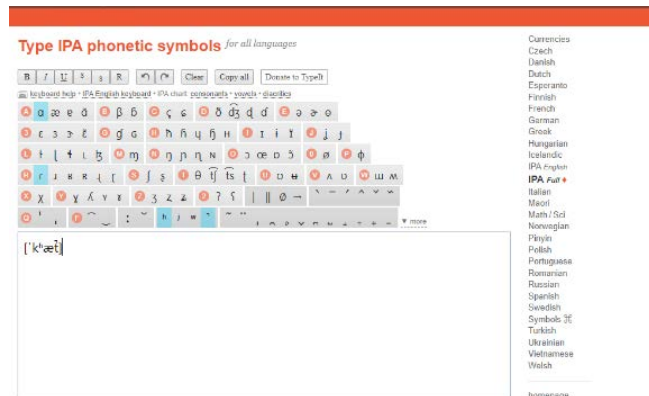 Type IPA phonetic symbols for all languages
B I U R Clear Copy all Donate to TypeIt
keyboard help • IPA English keyboard • IPA chart: consonants • vowels • diacritics
A ɑ æ ɐ B β ɓ C ç ɕ D ð d͡ʒ ɖ ɗ E ə ɚ ɵ
3 ɛ ɜ ɝ G ɠ ɢ H ħ ɦ ɥ ɧ ʜ I ɪ ɨ J ʝ ɟ
L ɫ ɭ ɬ ʟ ɮ M ɱ N ŋ ɲ ɳ ɴ O ɔ œ ɒ ɔ̃ ø ɸ
R ɾ ɹ ʁ ʀ ɻ ɽ S ʃ ʂ T θ t͡ʃ t͡s ʈ U ʊ ʉ V ʌ ʋ W ɯ ʍ
X χ Y ɣ ʎ ʏ ɤ Z ʒ ʐ ʑ ? ʔ ʕ | ‖ ∅ →
ː ʰ ʲ ʷ ▼ more
[ˈkʰæt̚]
Currencies
Czech
Danish
Dutch
Esperanto
Finnish
French
German
Greek
Hungarian
Icelandic
IPA English
IPA Full ♦
Italian
Maori
Math / Sci
Norwegian
Pinyin
Polish
Portuguese
Romanian
Russian
Spanish
Swedish
Symbols ⌘
Turkish
Ukrainian
Vietnamese
Welsh
homepage